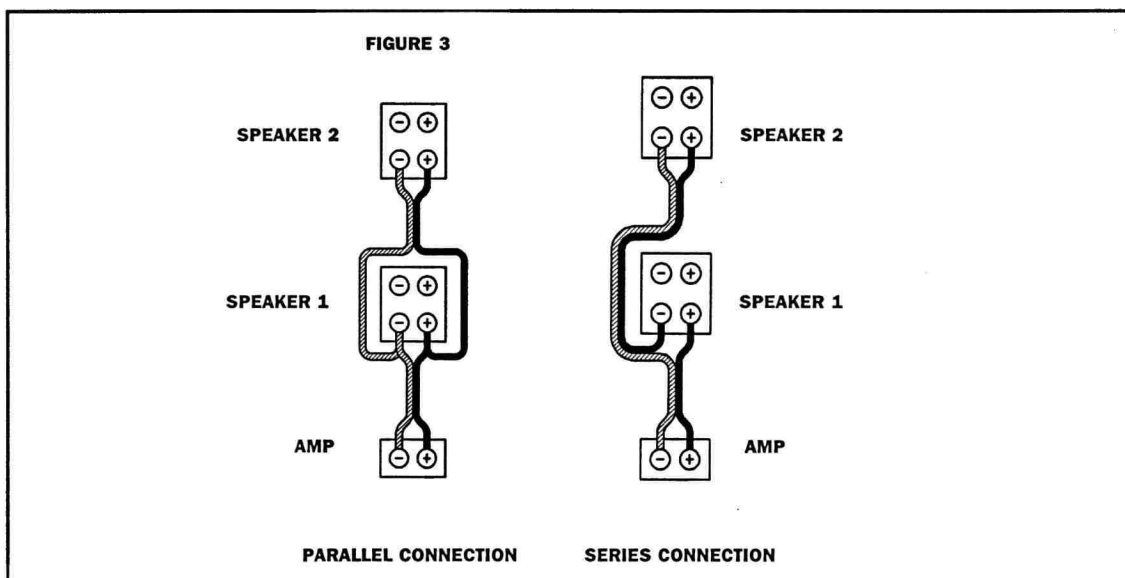 FIGURE 3
SPEAKER 2
− +
− +
SPEAKER 1
− +
− +
AMP
− +
PARALLEL CONNECTION
SPEAKER 2
− +
− +
SPEAKER 1
− +
− +
AMP
− +
SERIES CONNECTION